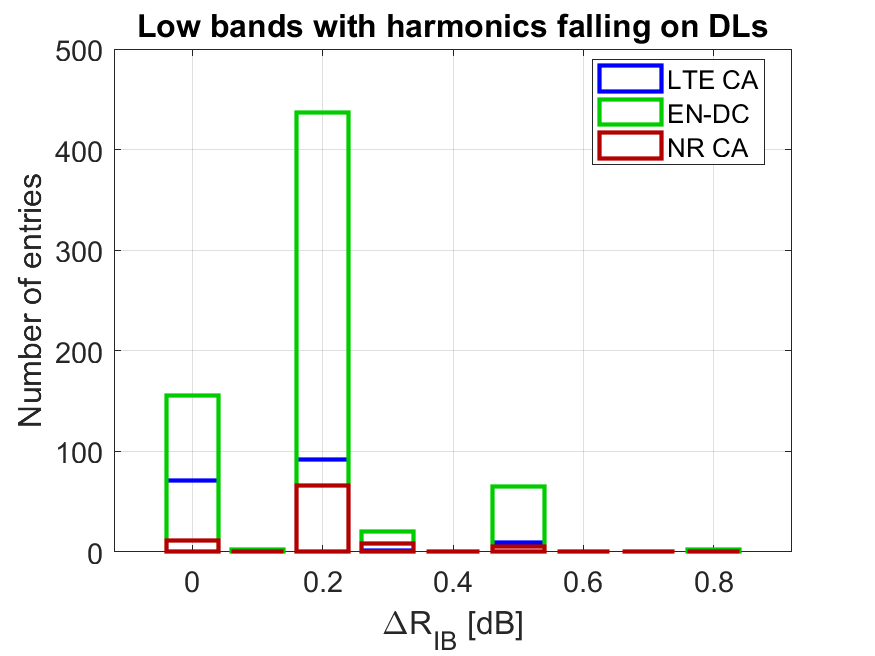 Low bands with harmonics falling on DLs
500
400
300
200
100
0
Number of entries
LTE CA
EN-DC
NR CA
0 0.2 0.4 0.6 0.8
ΔR_IB [dB]